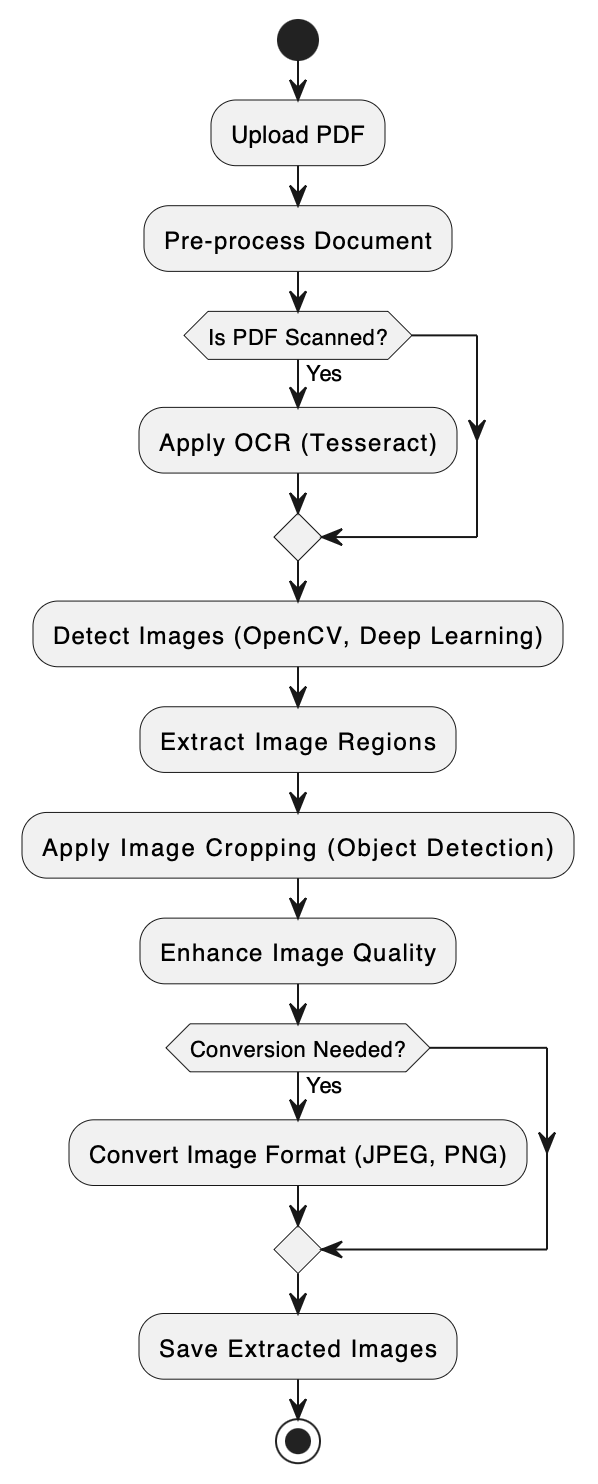 Upload PDF
Pre-process Document
Is PDF Scanned?
Yes
Apply OCR (Tesseract)
Detect Images (OpenCV, Deep Learning)
Extract Image Regions
Apply Image Cropping (Object Detection)
Enhance Image Quality
Conversion Needed?
Yes
Convert Image Format (JPEG, PNG)
Save Extracted Images